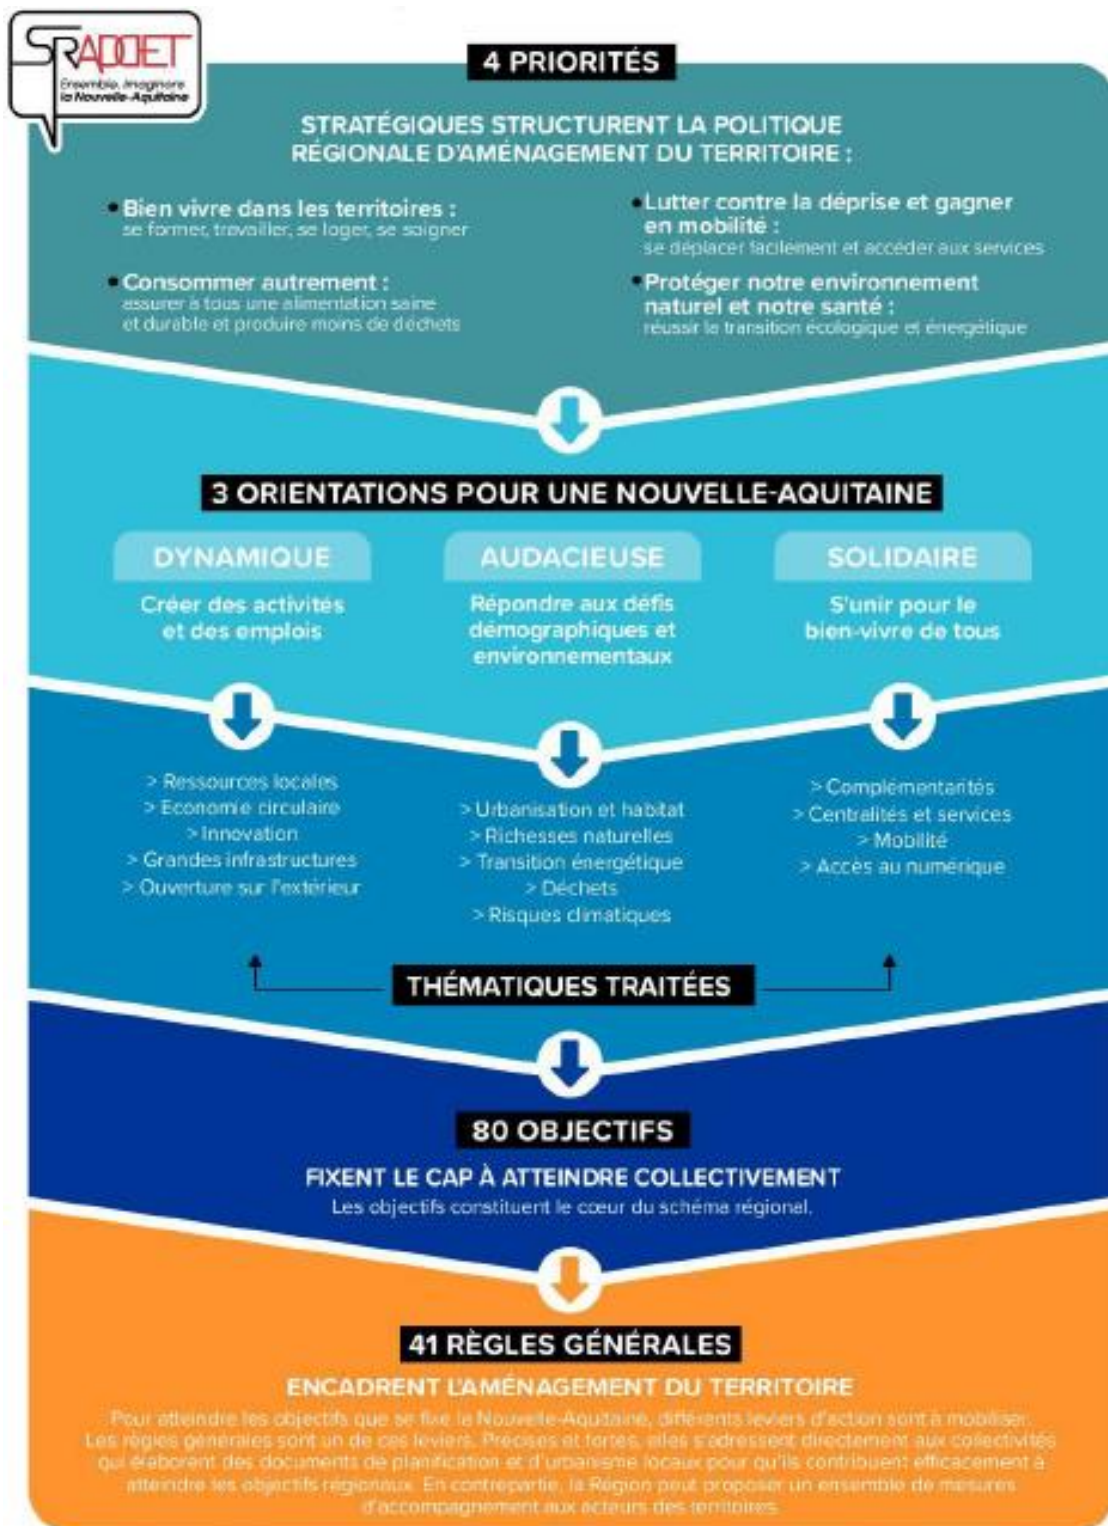 SRADDET
Ensemble, imaginons
la Nouvelle-Aquitaine
4 PRIORITÉS
STRATÉGIQUES STRUCTURENT LA POLITIQUE
RÉGIONALE D'AMÉNAGEMENT DU TERRITOIRE :
• Bien vivre dans les territoires :
se former, travailler, se loger, se soigner
• Consommer autrement :
assurer à tous une alimentation saine
et durable et produire moins de déchets
• Lutter contre la déprise et gagner
en mobilité :
se déplacer facilement et accéder aux services
• Protéger notre environnement
naturel et notre santé :
réussir la transition écologique et énergétique
3 ORIENTATIONS POUR UNE NOUVELLE-AQUITAINE
DYNAMIQUE
Créer des activités
et des emplois
AUDACIEUSE
Répondre aux défis
démographiques et
environnementaux
SOLIDAIRE
S'unir pour le
bien-vivre de tous
> Ressources locales
> Economie circulaire
> Innovation
> Grandes infrastructures
> Ouverture sur l'extérieur
> Urbanisation et habitat
> Richesses naturelles
> Transition énergétique
> Déchets
> Risques climatiques
> Complémentarités
> Centralités et services
> Mobilité
> Accès au numérique
THÉMATIQUES TRAITÉES
80 OBJECTIFS
FIXENT LE CAP À ATTEINDRE COLLECTIVEMENT
Les objectifs constituent le cœur du schéma régional.
41 RÈGLES GÉNÉRALES
ENCADRENT L'AMÉNAGEMENT DU TERRITOIRE
Pour atteindre les objectifs que se fixe la Nouvelle-Aquitaine, différents leviers d'action sont à mobiliser.
Les règles générales sont un de ces leviers. Précises et fortes, elles s'adressent directement aux collectivités
qui élaborent des documents de planification et d'urbanisme locaux pour qu'ils contribuent efficacement à
atteindre les objectifs régionaux. En contrepartie, la Région peut proposer un ensemble de mesures
d'accompagnement aux acteurs des territoires.